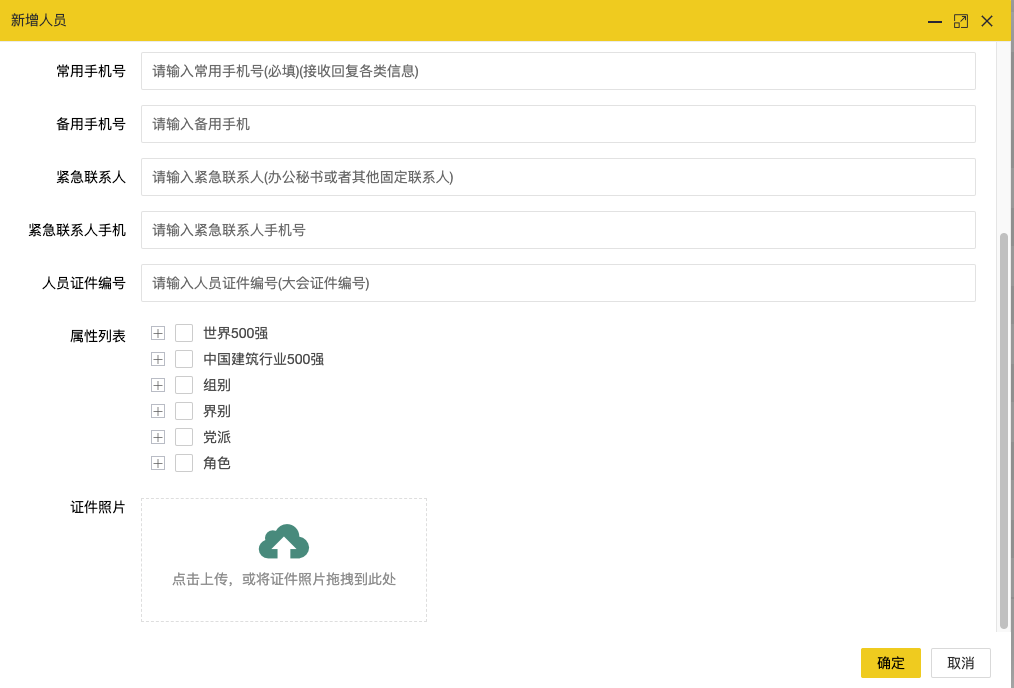 新增人员
常用手机号
请输入常用手机号(必填)(接收回复各类信息)
备用手机号
请输入备用手机
紧急联系人
请输入紧急联系人(办公秘书或者其他固定联系人)
紧急联系人手机
请输入紧急联系人手机号
人员证件编号
请输入人员证件编号(大会证件编号)
属性列表
世界500强
中国建筑行业500强
组别
界别
党派
角色
证件照片
点击上传，或将证件照片拖拽到此处
确定
取消